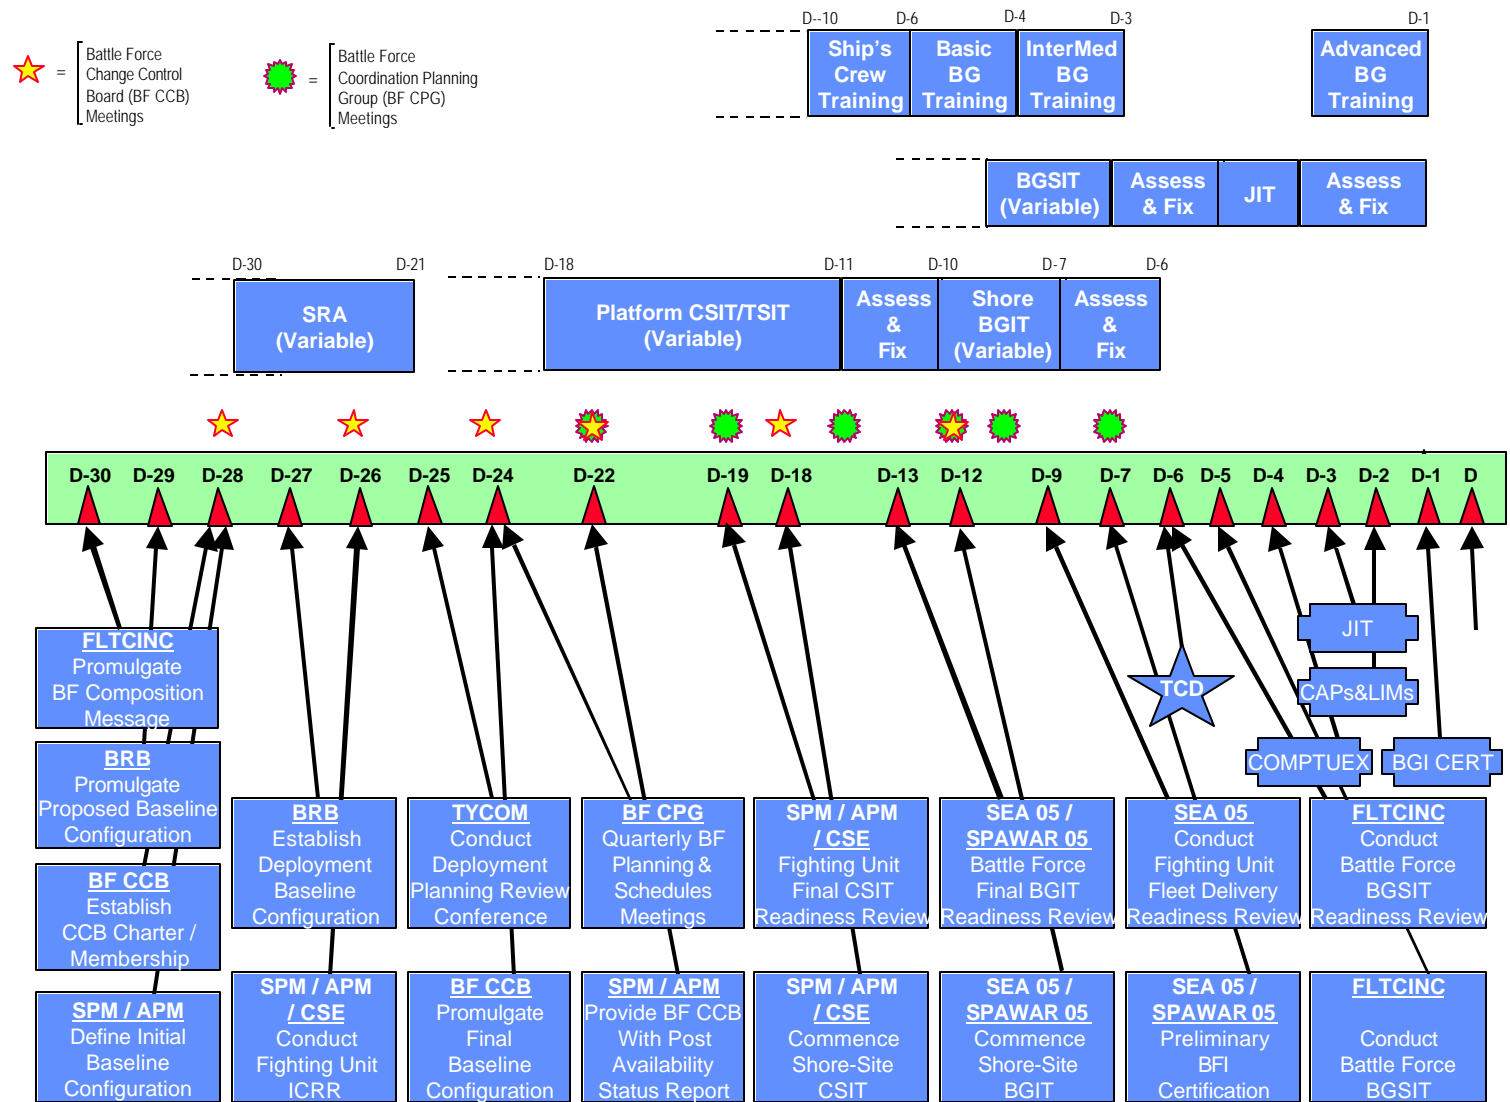 D--10
D-6
D-4
D-3
D-1
Ship's
Crew
Training
Basic
BG
Training
InterMed
BG
Training
Advanced
BG
Training
=
Battle Force
Change Control
Board (BF CCB)
Meetings
=
Battle Force
Coordination Planning
Group (BF CPG)
Meetings
BGSIT
(Variable)
Assess
& Fix
JIT
Assess
& Fix
D-30
D-21
D-18
D-11
D-10
D-7
D-6
SRA
(Variable)
Platform CSIT/TSIT
(Variable)
Assess
&
Fix
Shore
BGIT
(Variable)
Assess
&
Fix
D-30
D-29
D-28
D-27
D-26
D-25
D-24
D-22
D-19
D-18
D-13
D-12
D-9
D-7
D-6
D-5
D-4
D-3
D-2
D-1
D
FLTCINC
Promulgate
BF Composition
Message
BRB
Promulgate
Proposed Baseline
Configuration
BF CCB
Establish
CCB Charter /
Membership
SPM / APM
Define Initial
Baseline
Configuration
JIT
CAPs&LIMs
TCD
COMPTUEX
BGI CERT
BRB
Establish
Deployment
Baseline
Configuration
TYCOM
Conduct
Deployment
Planning Review
Conference
BF CPG
Quarterly BF
Planning &
Schedules
Meetings
SPM / APM
/ CSE
Fighting Unit
Final CSIT
Readiness Review
SEA 05 /
SPAWAR 05
Battle Force
Final BGIT
Readiness Review
SEA 05
Conduct
Fighting Unit
Fleet Delivery
Readiness Review
FLTCINC
Conduct
Battle Force
BGSIT
Readiness Review
SPM / APM
/ CSE
Conduct
Fighting Unit
ICRR
BF CCB
Promulgate
Final
Baseline
Configuration
SPM / APM
Provide BF CCB
With Post
Availability
Status Report
SPM / APM
/ CSE
Commence
Shore-Site
CSIT
SEA 05 /
SPAWAR 05
Commence
Shore-Site
BGIT
SEA 05 /
SPAWAR 05
Preliminary
BFI
Certification
FLTCINC
Conduct
Battle Force
BGSIT